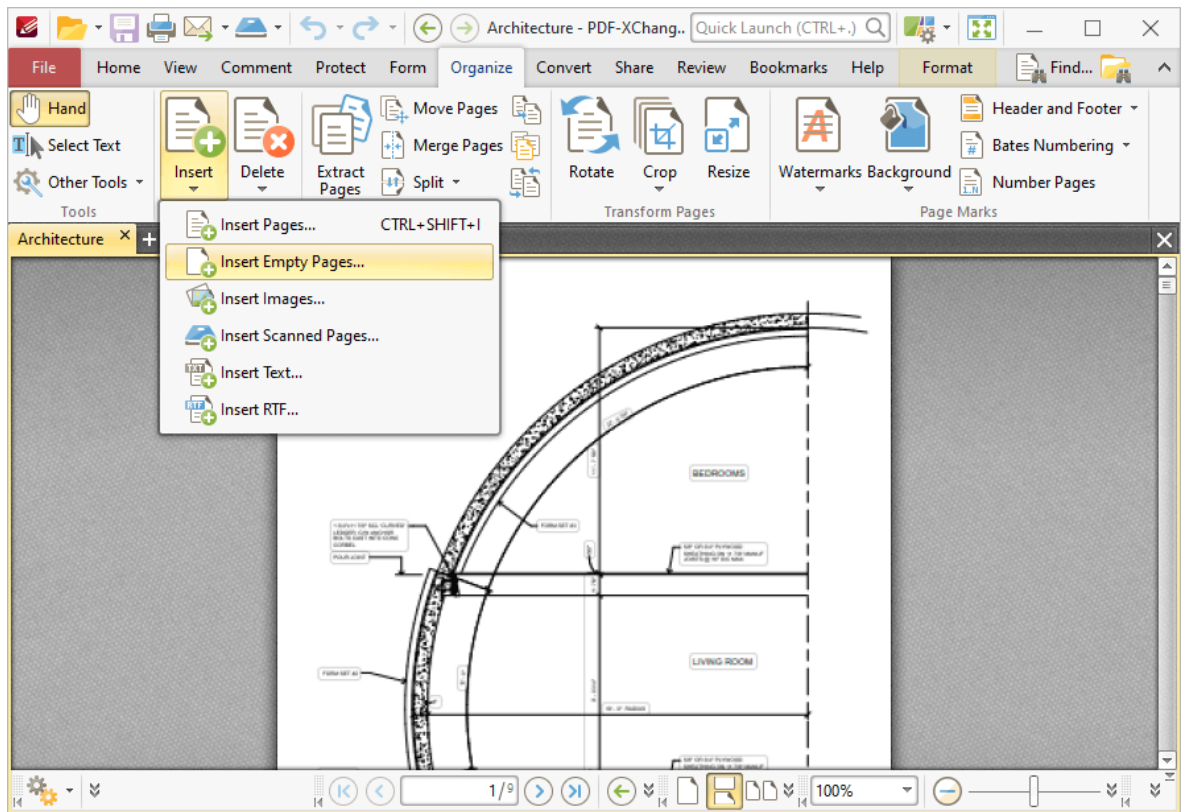 Architecture - PDF-XChang..
Quick Launch (CTRL+.)
File Home View Comment Protect Form Organize Convert Share Review Bookmarks Help Format Find...
Hand
Select Text
Other Tools
Tools
Insert
Delete
Extract Pages
Move Pages
Merge Pages
Split
Rotate
Crop
Resize
Transform Pages
Watermarks
Background
Header and Footer
Bates Numbering
Number Pages
Page Marks
Architecture
Insert Pages... CTRL+SHIFT+I
Insert Empty Pages...
Insert Images...
Insert Scanned Pages...
TXT Insert Text...
RTF Insert RTF...
BEDROOMS
LIVING ROOM
1/9
100%